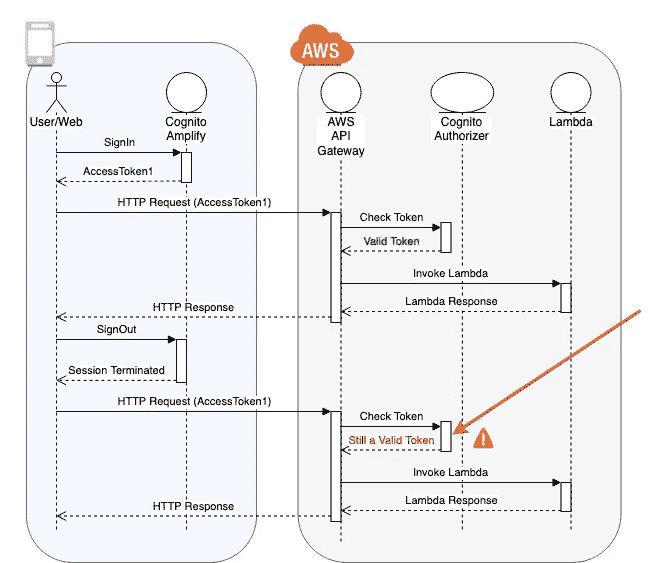 AWS
User/Web
Cognito
Amplify
AWS
API
Gateway
Cognito
Authorizer
Lambda
SignIn
AccessToken1
HTTP Request (AccessToken1)
Check Token
Valid Token
Invoke Lambda
Lambda Response
HTTP Response
SignOut
Session Terminated
HTTP Request (AccessToken1)
Check Token
Still a Valid Token
Invoke Lambda
Lambda Response
HTTP Response